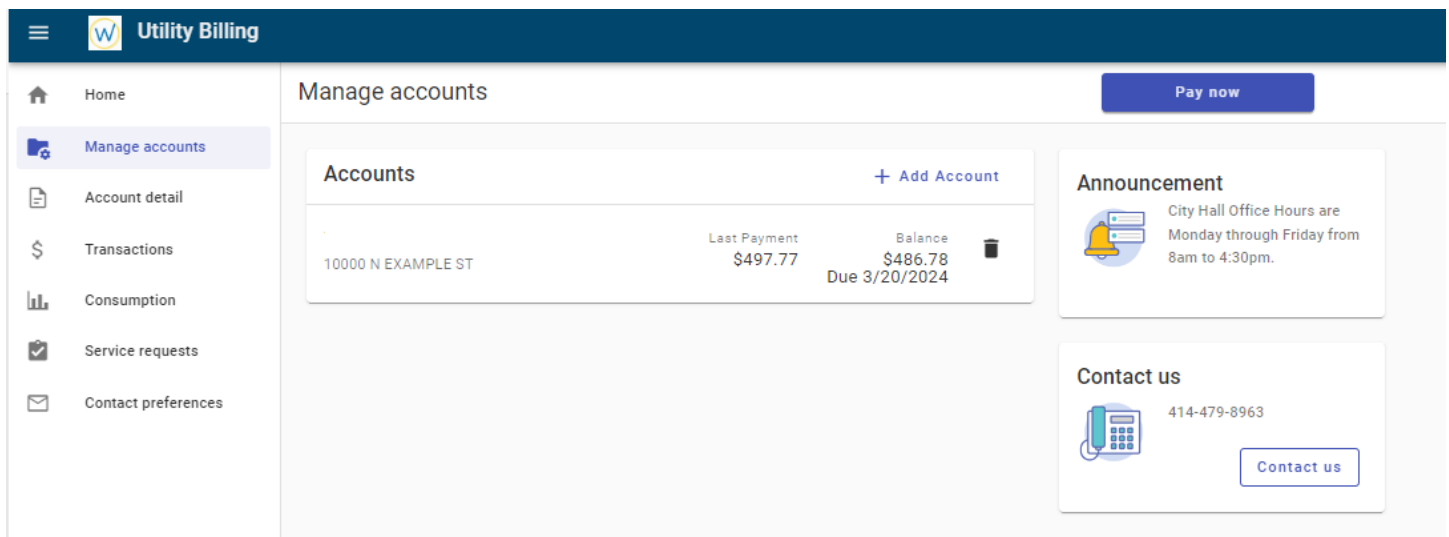 W Utility Billing
Home
Manage accounts
Account detail
Transactions
Consumption
Service requests
Contact preferences
Manage accounts
Pay now
Accounts
+ Add Account
10000 N EXAMPLE ST
Last Payment
$497.77
Balance
$486.78
Due 3/20/2024
Announcement
City Hall Office Hours are
Monday through Friday from
8am to 4:30pm.
Contact us
414-479-8963
Contact us